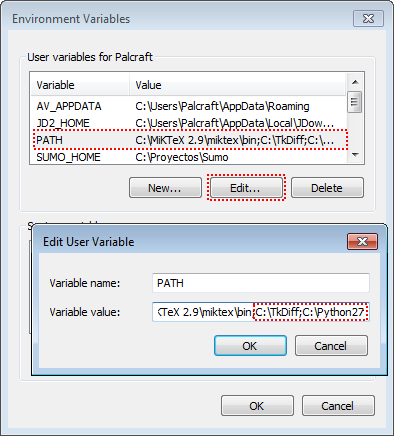 Environment Variables
User variables for Palcraft
Variable Value
AV_APPDATA C:\Users\Palcraft\AppData\Roaming
JD2_HOME C:\Users\Palcraft\AppData\Local\JDow...
PATH C:\MiKTeX 2.9\miktex\bin;C:\TkDiff;C:\...
SUMO_HOME C:\Proyectos\Sumo
New... Edit... Delete
Edit User Variable
Variable name: PATH
Variable value: KTeX 2.9\miktex\bin;C:\TkDiff;C:\Python27
OK Cancel
OK Cancel